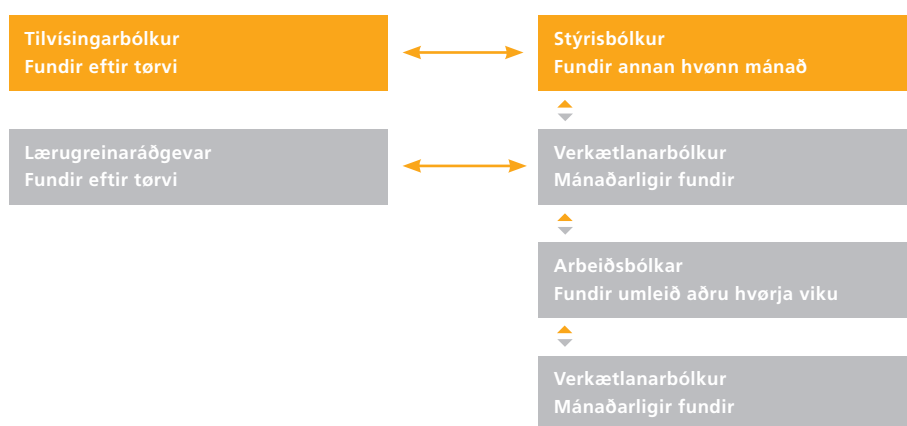 Tilvísingarbólkur
Fundir eftir tørvi
Stýrisbólkur
Fundir annan hvønn mánað
Lærugreinaráðgevar
Fundir eftir tørvi
Verkætlanarbólkur
Mánaðarligir fundir
Arbeiðsbólkar
Fundir umleið aðru hvørja viku
Verkætlanarbólkur
Mánaðarligir fundir